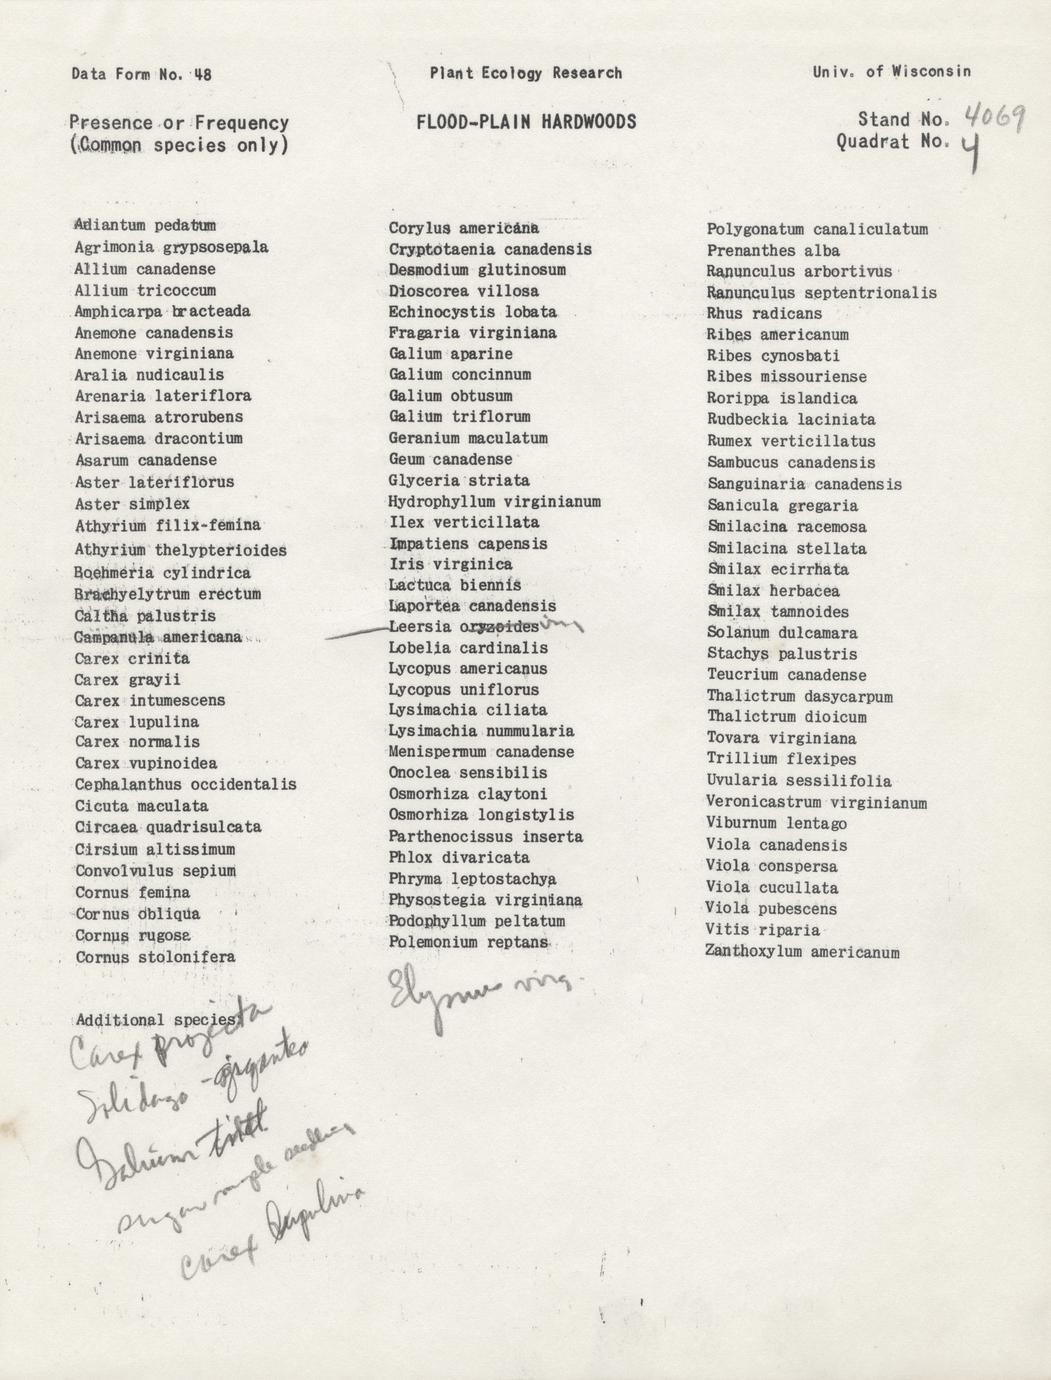 Data Form No. 48
Plant Ecology Research
Univ. of Wisconsin
Presence or Frequency
(Common species only)
FLOOD-PLAIN HARDWOODS
Stand No. 4069
Quadrat No. 4
Adiantum pedatum
Agrimonia grypsosepala
Allium canadense
Allium tricoccum
Amphicarpa bracteada
Anemone canadensis
Anemone virginiana
Aralia nudicaulis
Arenaria lateriflora
Arisaema atrorubens
Arisaema dracontium
Asarum canadense
Aster lateriflorus
Aster simplex
Athyrium filix-femina
Athyrium thelypterioides
Boehmeria cylindrica
Brachyelytrum erectum
Caltha palustris
Campanula americana
Carex crinita
Carex grayii
Carex intumescens
Carex lupulina
Carex normalis
Carex vupinoidea
Cephalanthus occidentalis
Cicuta maculata
Circaea quadrisulcata
Cirsium altissimum
Convolvulus sepium
Cornus femina
Cornus obliqua
Cornus rugosa
Cornus stolonifera
Corylus americana
Cryptotaenia canadensis
Desmodium glutinosum
Dioscorea villosa
Echinocystis lobata
Fragaria virginiana
Galium aparine
Galium concinnum
Galium obtusum
Galium triflorum
Geranium maculatum
Geum canadense
Glyceria striata
Hydrophyllum virginianum
Ilex verticillata
Impatiens capensis
Iris virginica
Lactuca biennis
Laportea canadensis
Leersia oryzoides
Lobelia cardinalis
Lycopus americanus
Lycopus uniflorus
Lysimachia ciliata
Lysimachia nummularia
Menispermum canadense
Onoclea sensibilis
Osmorhiza claytoni
Osmorhiza longistylis
Parthenocissus inserta
Phlox divaricata
Phryma leptostachya
Physostegia virginiana
Podophyllum peltatum
Polemonium reptans
Elymus virg.
Polygonatum canaliculatum
Prenanthes alba
Ranunculus arbortivus
Ranunculus septentrionalis
Rhus radicans
Ribes americanum
Ribes cynosbati
Ribes missouriense
Rorippa islandica
Rudbeckia laciniata
Rumex verticillatus
Sambucus canadensis
Sanguinaria canadensis
Sanicula gregaria
Smilacina racemosa
Smilacina stellata
Smilax ecirrhata
Smilax herbacea
Smilax tamnoides
Solanum dulcamara
Stachys palustris
Teucrium canadense
Thalictrum dasycarpum
Thalictrum dioicum
Tovara virginiana
Trillium flexipes
Uvularia sessilifolia
Veronicastrum virginianum
Viburnum lentago
Viola canadensis
Viola conspersa
Viola cucullata
Viola pubescens
Vitis riparia
Zanthoxylum americanum
Additional species:
Carex projecta
Solidago - gigantea
Galium
sugar maple seedling
Carex lupulina